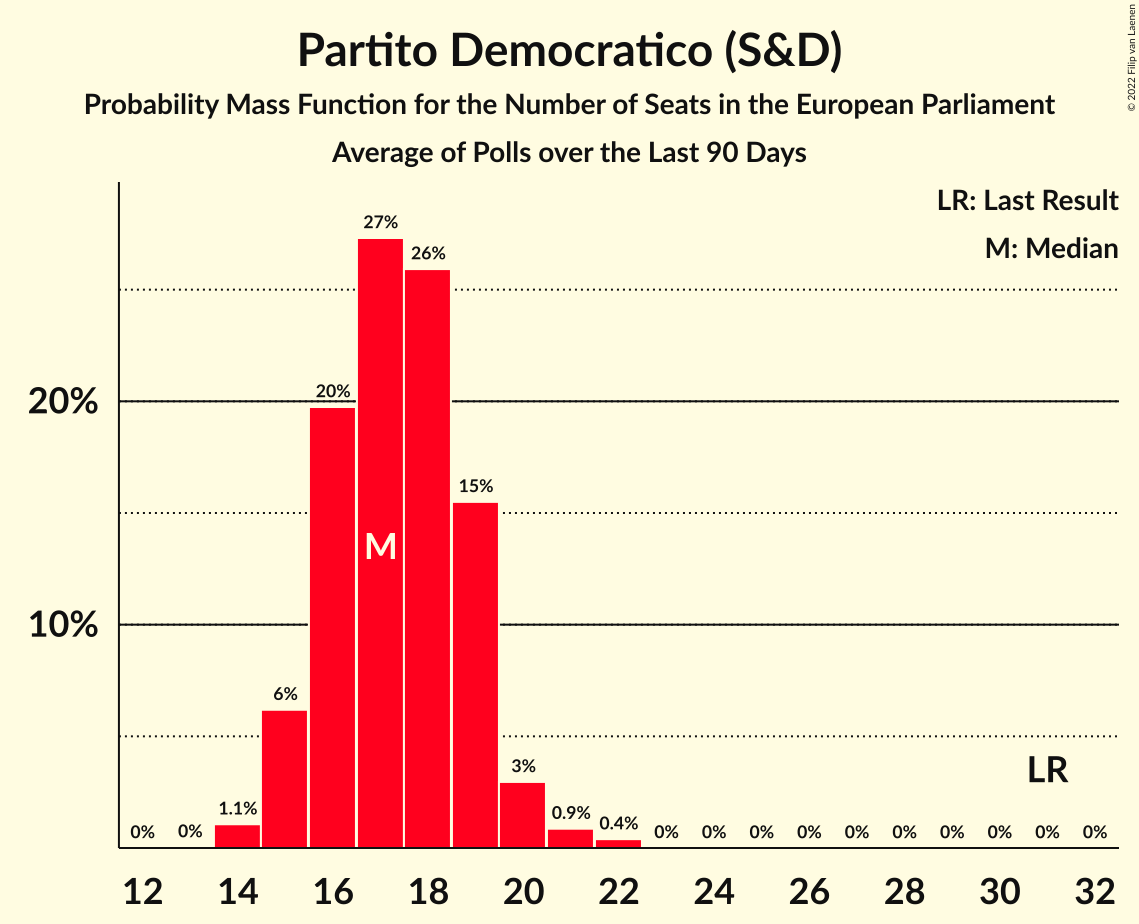 Partito Democratico (S&D)
Probability Mass Function for the Number of Seats in the European Parliament
Average of Polls over the Last 90 Days
© 2022 Filip van Laenen
LR: Last Result
M: Median
27%
26%
20%
20%
15%
M
10%
6%
LR
3%
1.1%
0.9%
0.4%
0% 0% 0% 0% 0% 0% 0% 0% 0% 0% 0% 0%
12 14 16 18 20 22 24 26 28 30 32